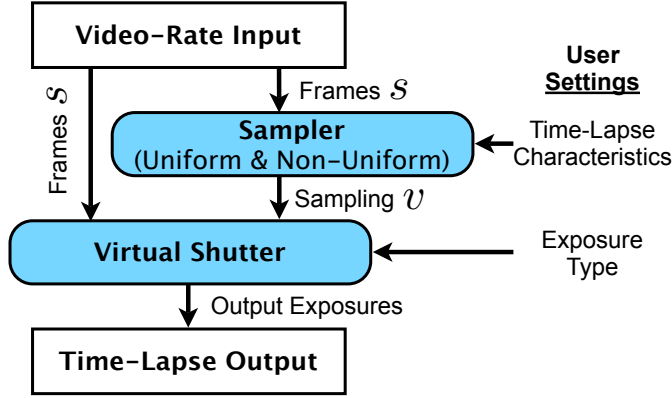 Video-Rate Input
User
Settings
Frames s
Frames s
Sampler
(Uniform & Non-Uniform)
Time-Lapse
Characteristics
Sampling v
Virtual Shutter
Exposure
Type
Output Exposures
Time-Lapse Output